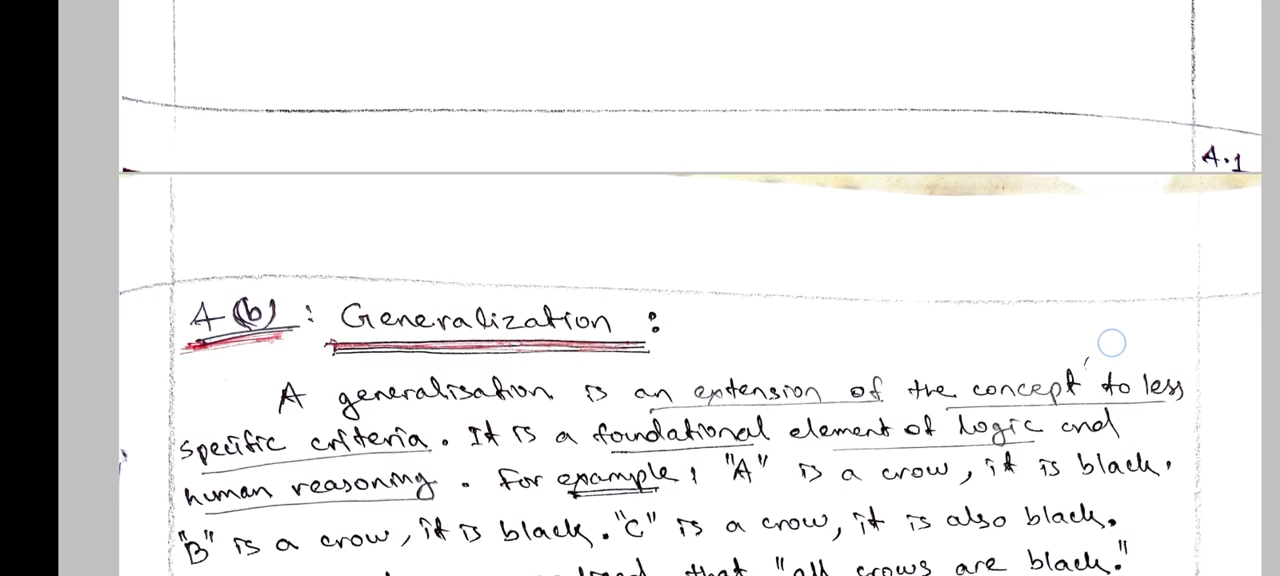 4.1
4(b) : Generalization :
A generalisation is an extension of the concept to less
specific criteria. It is a foundational element of logic and
human reasoning. For example, "A" is a crow, it is black.
"B" is a crow, it is black. "C" is a crow, it is also black.
that "all crows are black."